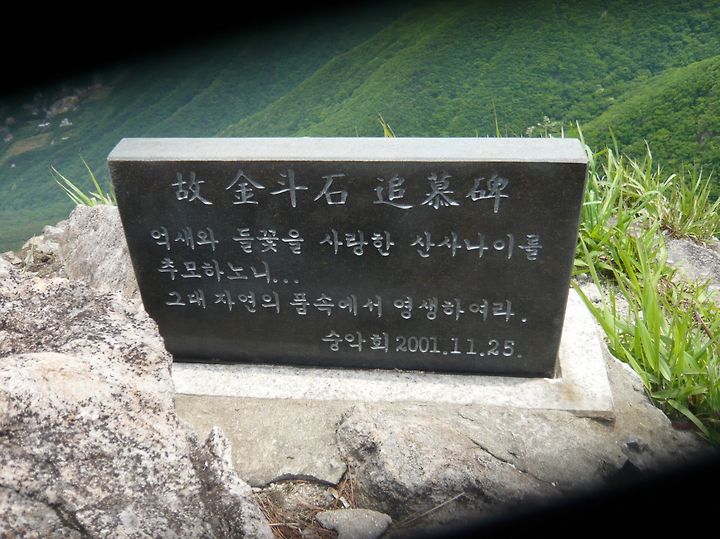 故 金斗石 追慕碑
억새와 들꽃을 사랑한 산사나이를
추모하노니...
그대 자연의 품속에서 영생하여라.
숭악회 2001.11.25.